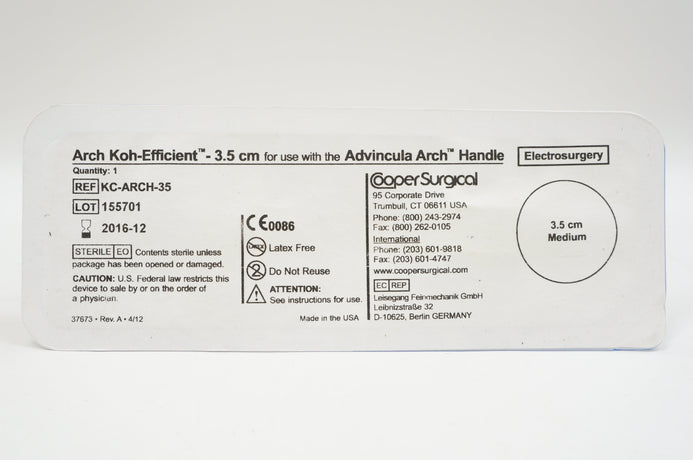 Arch Koh-Efficient™- 3.5 cm for use with the Advincula Arch™ Handle
Electrosurgery
Quantity: 1
REF KC-ARCH-35
LOT 155701
2016-12
STERILE EO Contents sterile unless
package has been opened or damaged.
CAUTION: U.S. Federal law restricts this
device to sale by or on the order of
a physician.
37673 • Rev. A • 4/12
CE0086
LATEX Latex Free
2 Do Not Reuse
ATTENTION:
See instructions for use.
Made in the USA
CooperSurgical
95 Corporate Drive
Trumbull, CT 06611 USA
Phone: (800) 243-2974
Fax: (800) 262-0105
International
Phone: (203) 601-9818
Fax: (203) 601-4747
www.coopersurgical.com
EC REP
Leisegang Feinmechanik GmbH
Leibnizstraße 32
D-10625, Berlin GERMANY
3.5 cm
Medium